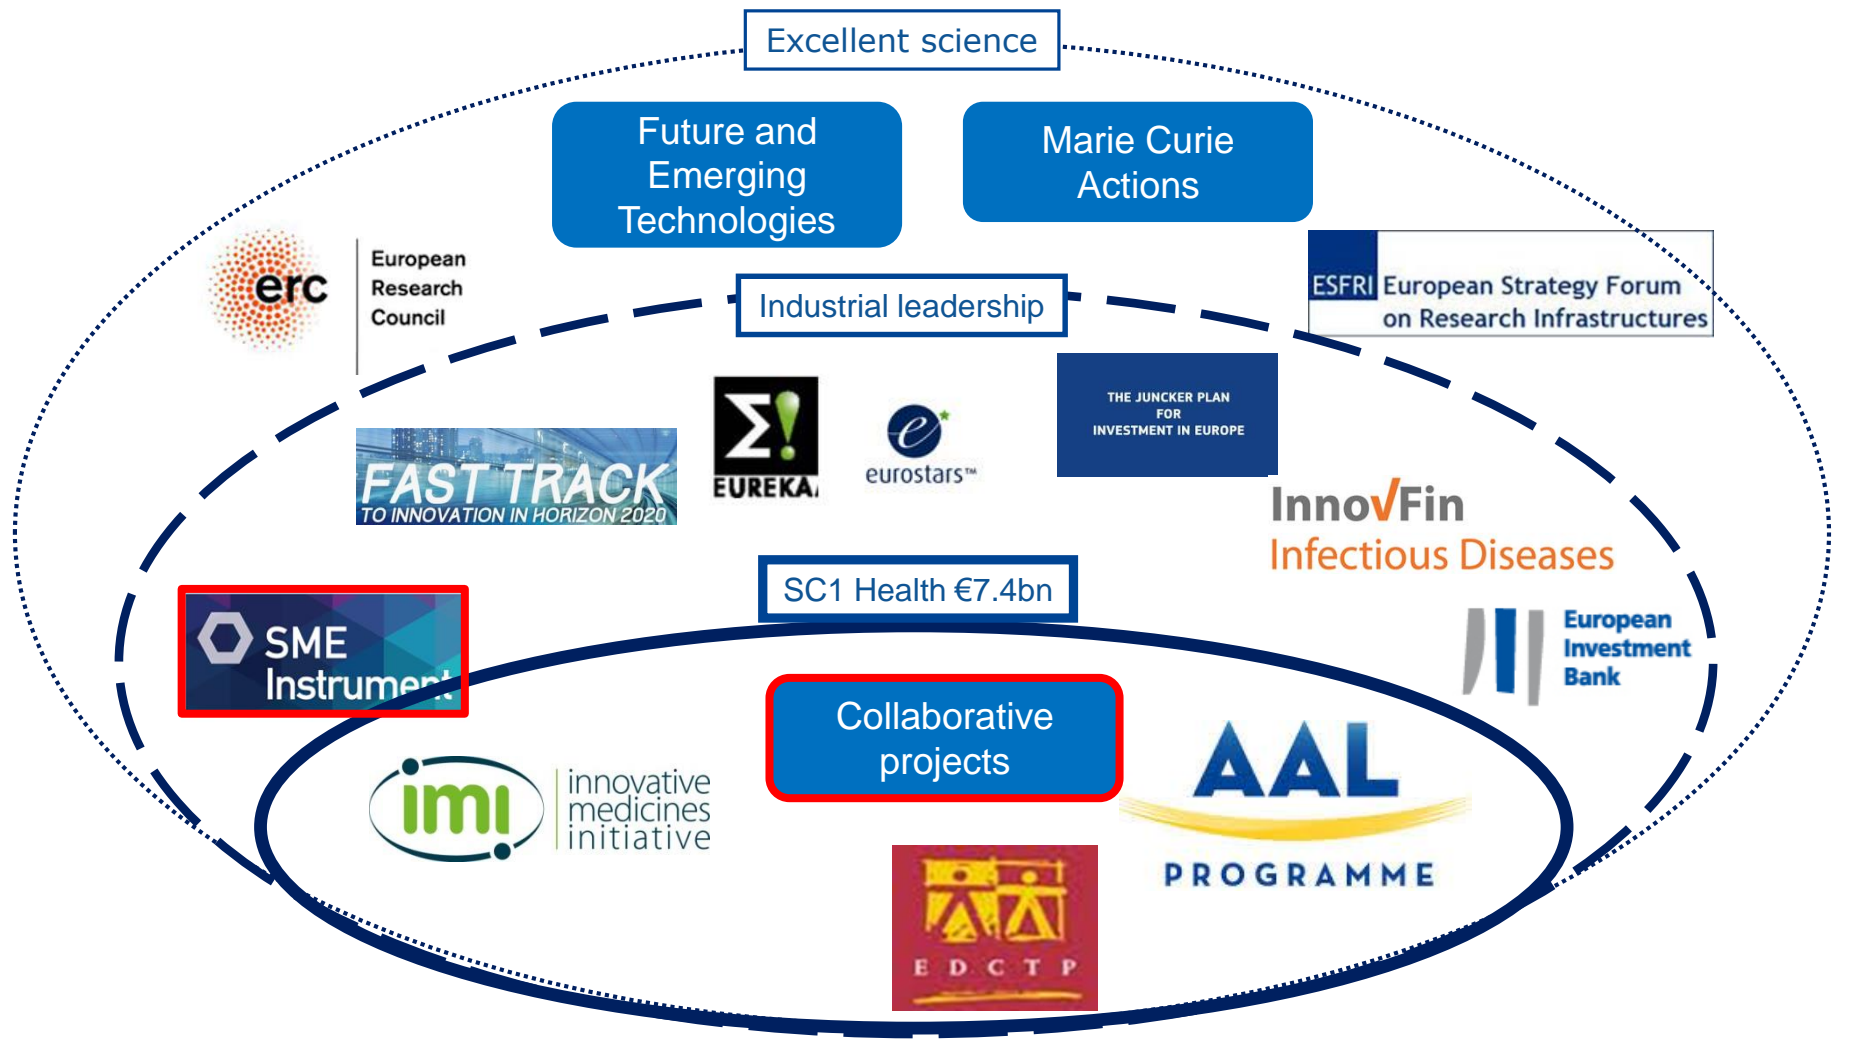 Excellent science
Future and
Emerging
Technologies
Marie Curie
Actions
erc
European
Research
Council
ESFRI
European Strategy Forum
on Research Infrastructures
Industrial leadership
FAST TRACK
TO INNOVATION IN HORIZON 2020
Σ!
EUREKA
e
eurostars™
THE JUNCKER PLAN
FOR
INVESTMENT IN EUROPE
Inno√Fin
Infectious Diseases
SC1 Health €7.4bn
SME
Instrument
European
Investment
Bank
Collaborative
projects
imi
innovative
medicines
initiative
AAL
PROGRAMME
EDCTP